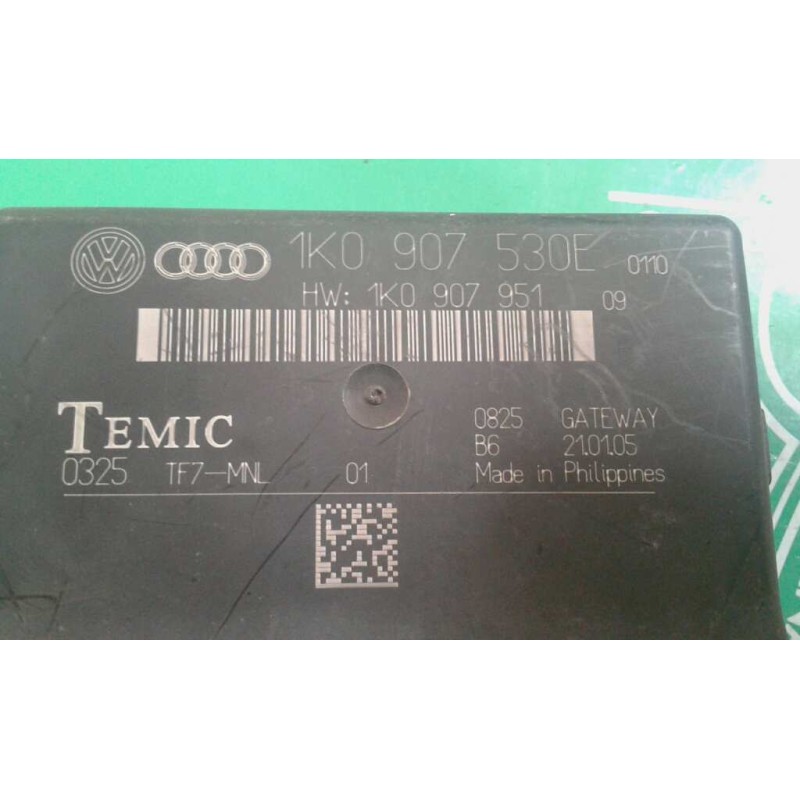 1K0 907 530E 0110
HW: 1K0 907 951 09
TEMIC
0825 GATEWAY
B6 21.01.05
0325 TF7-MNL 01 Made in Philippines